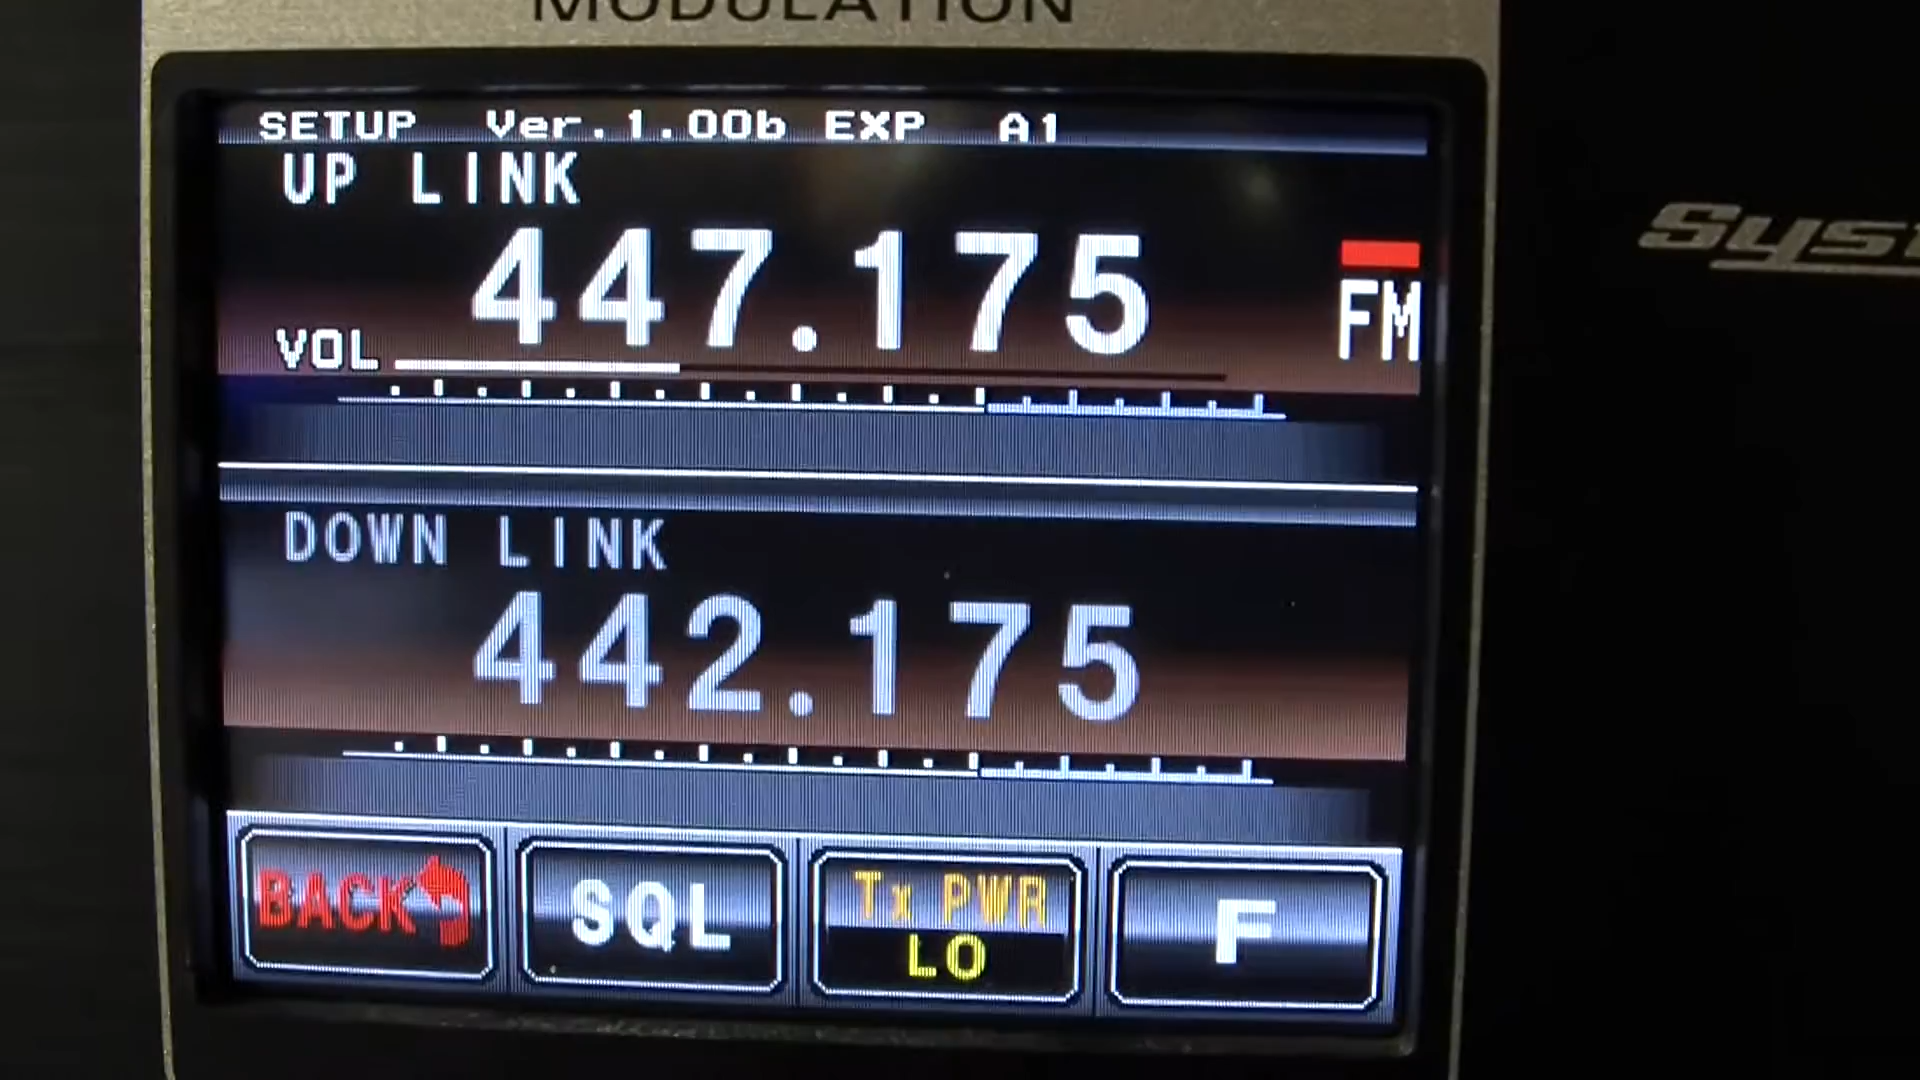 MODULATION
SETUP Ver.1.00b EXP A1
UP LINK
447.175
FM
VOL
DOWN LINK
442.175
BACK
SQL
Tx PWR
LO
F
Syst